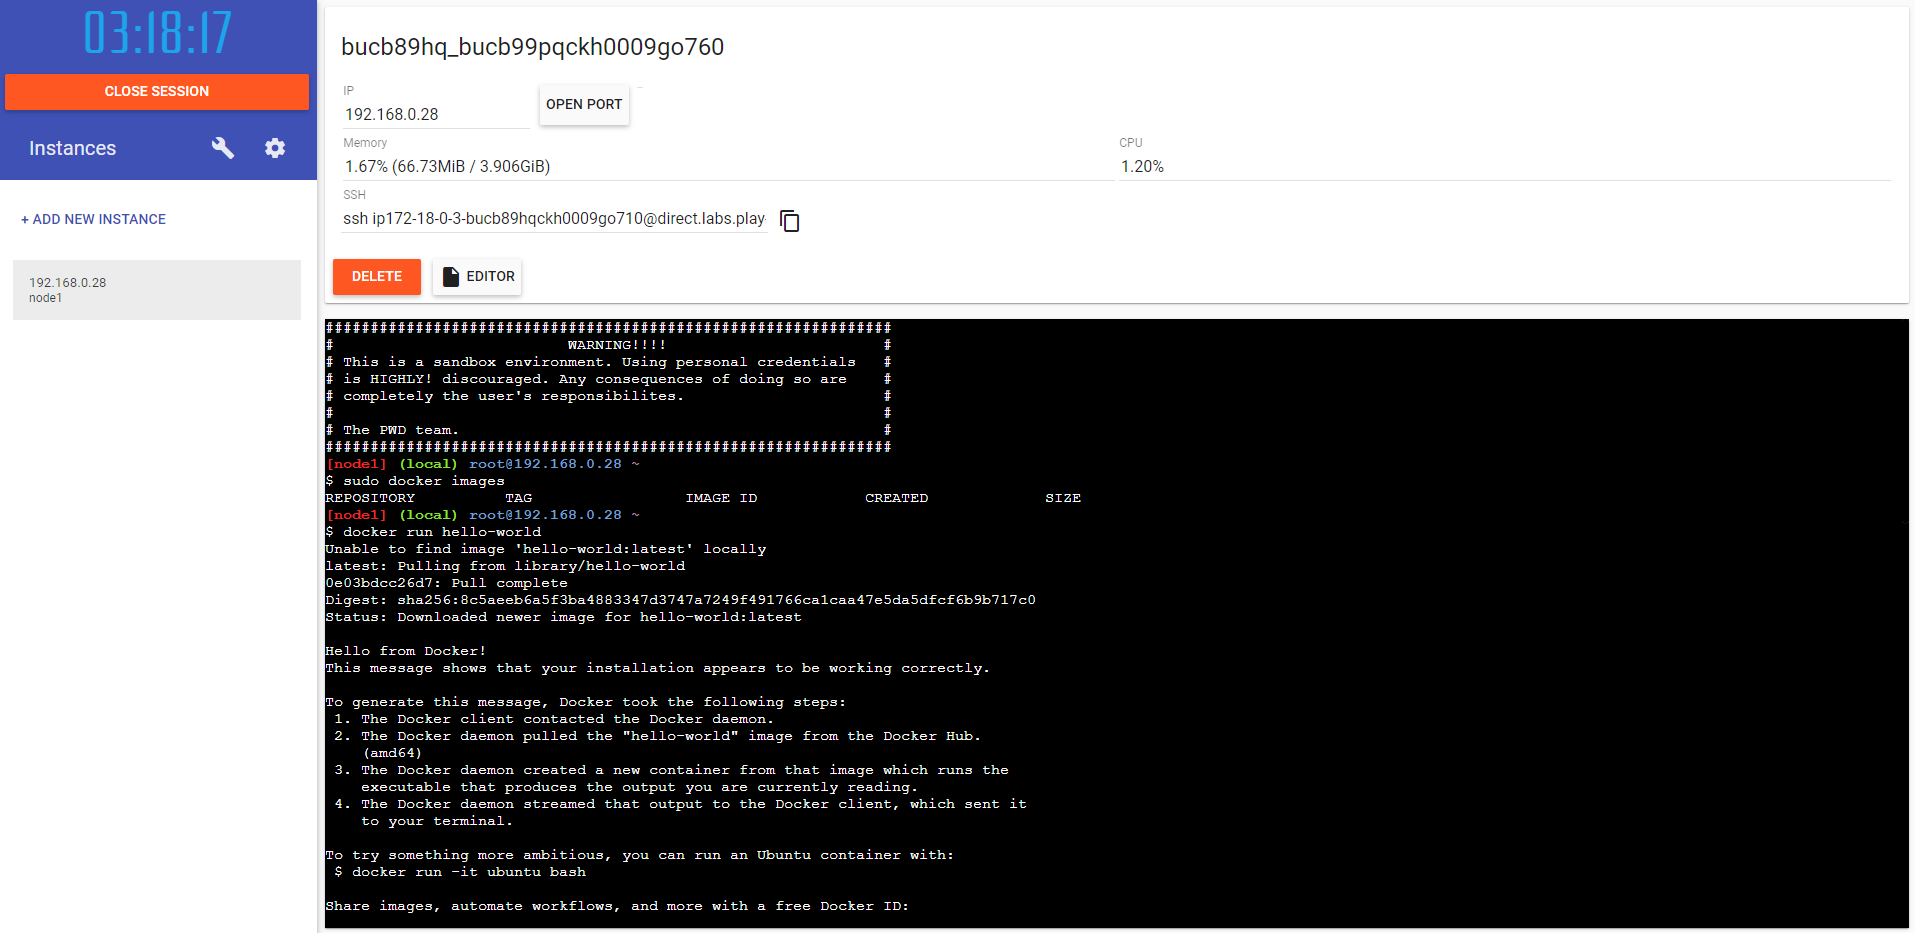 03:18:17
CLOSE SESSION
Instances
+ ADD NEW INSTANCE
192.168.0.28
node1
bucb89hq_bucb99pqckh0009go760
IP
192.168.0.28
OPEN PORT
Memory
1.67% (66.73MiB / 3.906GiB)
CPU
1.20%
SSH
ssh ip172-18-0-3-bucb89hqckh0009go710@direct.labs.play-
DELETE
EDITOR
###############################################################
#                          WARNING!!!!                        #
# This is a sandbox environment. Using personal credentials   #
# is HIGHLY! discouraged. Any consequences of doing so are    #
# completely the user's responsibilites.                      #
#                                                             #
# The PWD team.                                               #
###############################################################
[node1] (local) root@192.168.0.28 ~
$ sudo docker images
REPOSITORY          TAG                 IMAGE ID            CREATED             SIZE
[node1] (local) root@192.168.0.28 ~
$ docker run hello-world
Unable to find image 'hello-world:latest' locally
latest: Pulling from library/hello-world
0e03bdcc26d7: Pull complete
Digest: sha256:8c5aeeb6a5f3ba4883347d3747a7249f491766ca1caa47e5da5dfcf6b9b717c0
Status: Downloaded newer image for hello-world:latest

Hello from Docker!
This message shows that your installation appears to be working correctly.

To generate this message, Docker took the following steps:
 1. The Docker client contacted the Docker daemon.
 2. The Docker daemon pulled the "hello-world" image from the Docker Hub.
    (amd64)
 3. The Docker daemon created a new container from that image which runs the
    executable that produces the output you are currently reading.
 4. The Docker daemon streamed that output to the Docker client, which sent it
    to your terminal.

To try something more ambitious, you can run an Ubuntu container with:
 $ docker run -it ubuntu bash

Share images, automate workflows, and more with a free Docker ID: